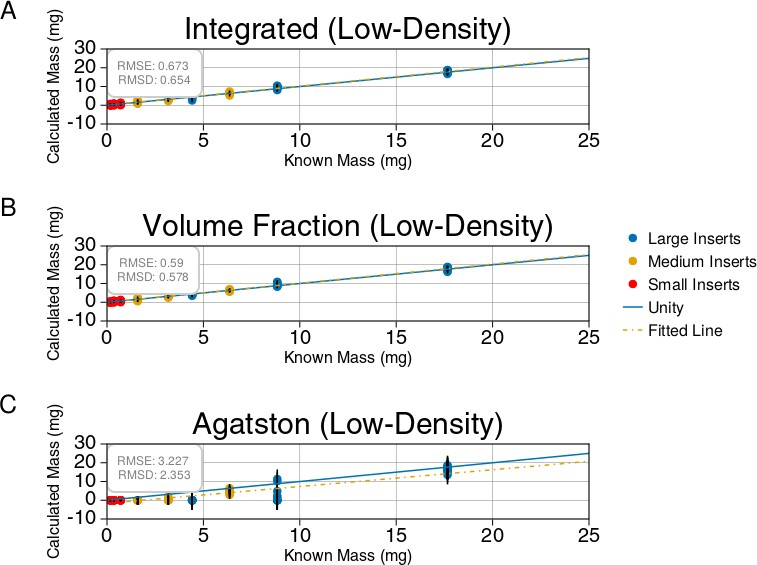 A
Integrated (Low-Density)
Calculated Mass (mg)
30
20
10
0
-10
RMSE: 0.673
RMSD: 0.654
0 5 10 15 20 25
Known Mass (mg)
B
Volume Fraction (Low-Density)
Calculated Mass (mg)
30
20
10
0
-10
RMSE: 0.59
RMSD: 0.578
0 5 10 15 20 25
Known Mass (mg)
Large Inserts
Medium Inserts
Small Inserts
Unity
Fitted Line
C
Agatston (Low-Density)
Calculated Mass (mg)
30
20
10
0
-10
RMSE: 3.227
RMSD: 2.353
0 5 10 15 20 25
Known Mass (mg)